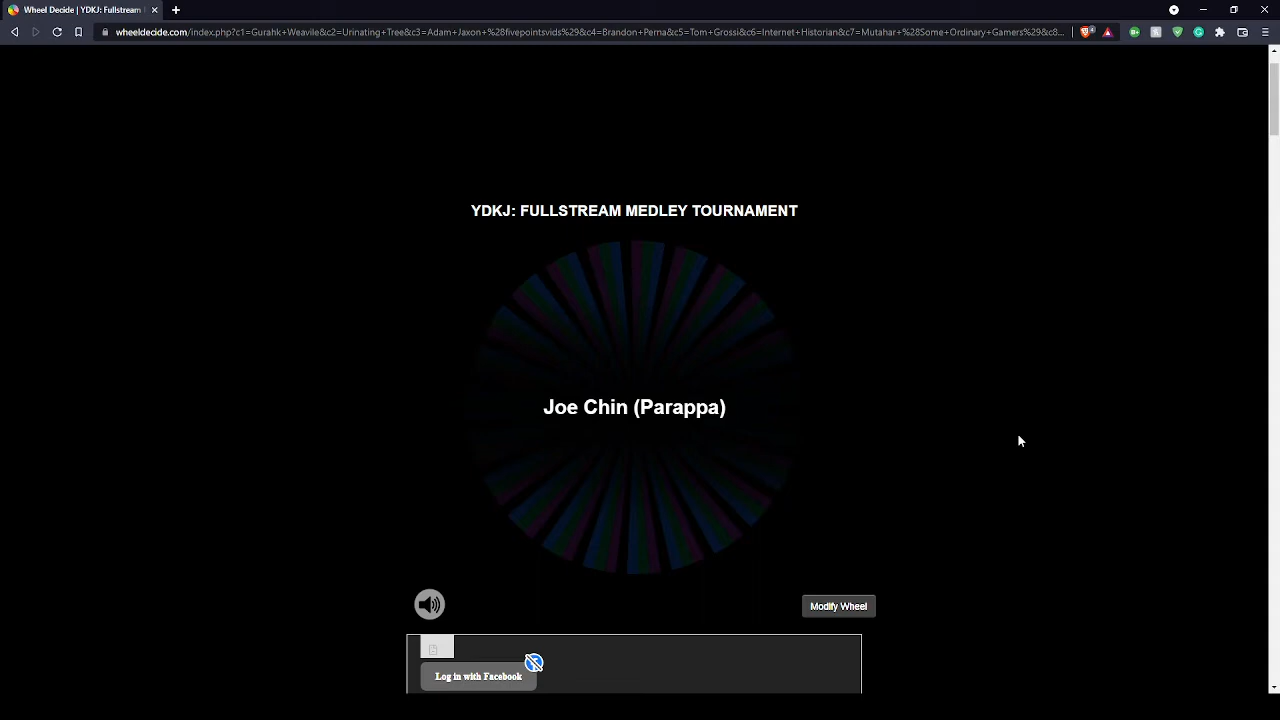 Wheel Decide | YDKJ: Fullstream
wheeldecide.com/index.php?c1=Gurahk+Weavile&c2=Urinating+Tree&c3=Adam+Jaxon+%28fivepointsvids%29&c4=Brandon+Perna&c5=Tom+Grossi&c6=Internet+Historian&c7=Mutahar+%28Some+Ordinary+Gamers%29&c8...
YDKJ: FULLSTREAM MEDLEY TOURNAMENT
Joe Chin (Parappa)
Modify Wheel
Log in with Facebook